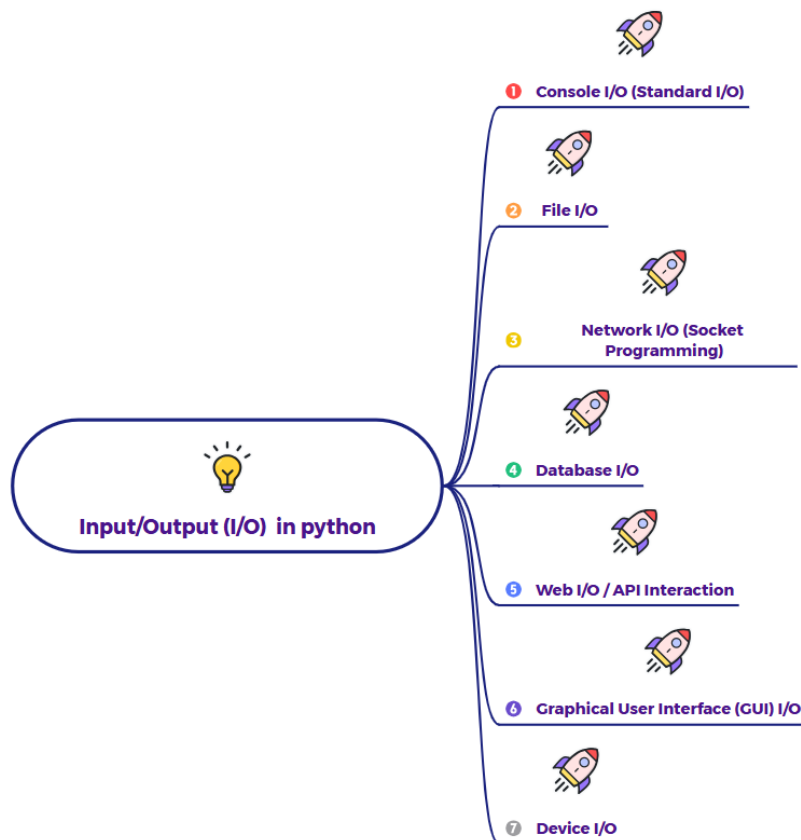 1 Console I/O (Standard I/O)
2 File I/O
3 Network I/O (Socket
Programming)
4 Database I/O
Input/Output (I/O) in python
5 Web I/O / API Interaction
6 Graphical User Interface (GUI) I/O
7 Device I/O